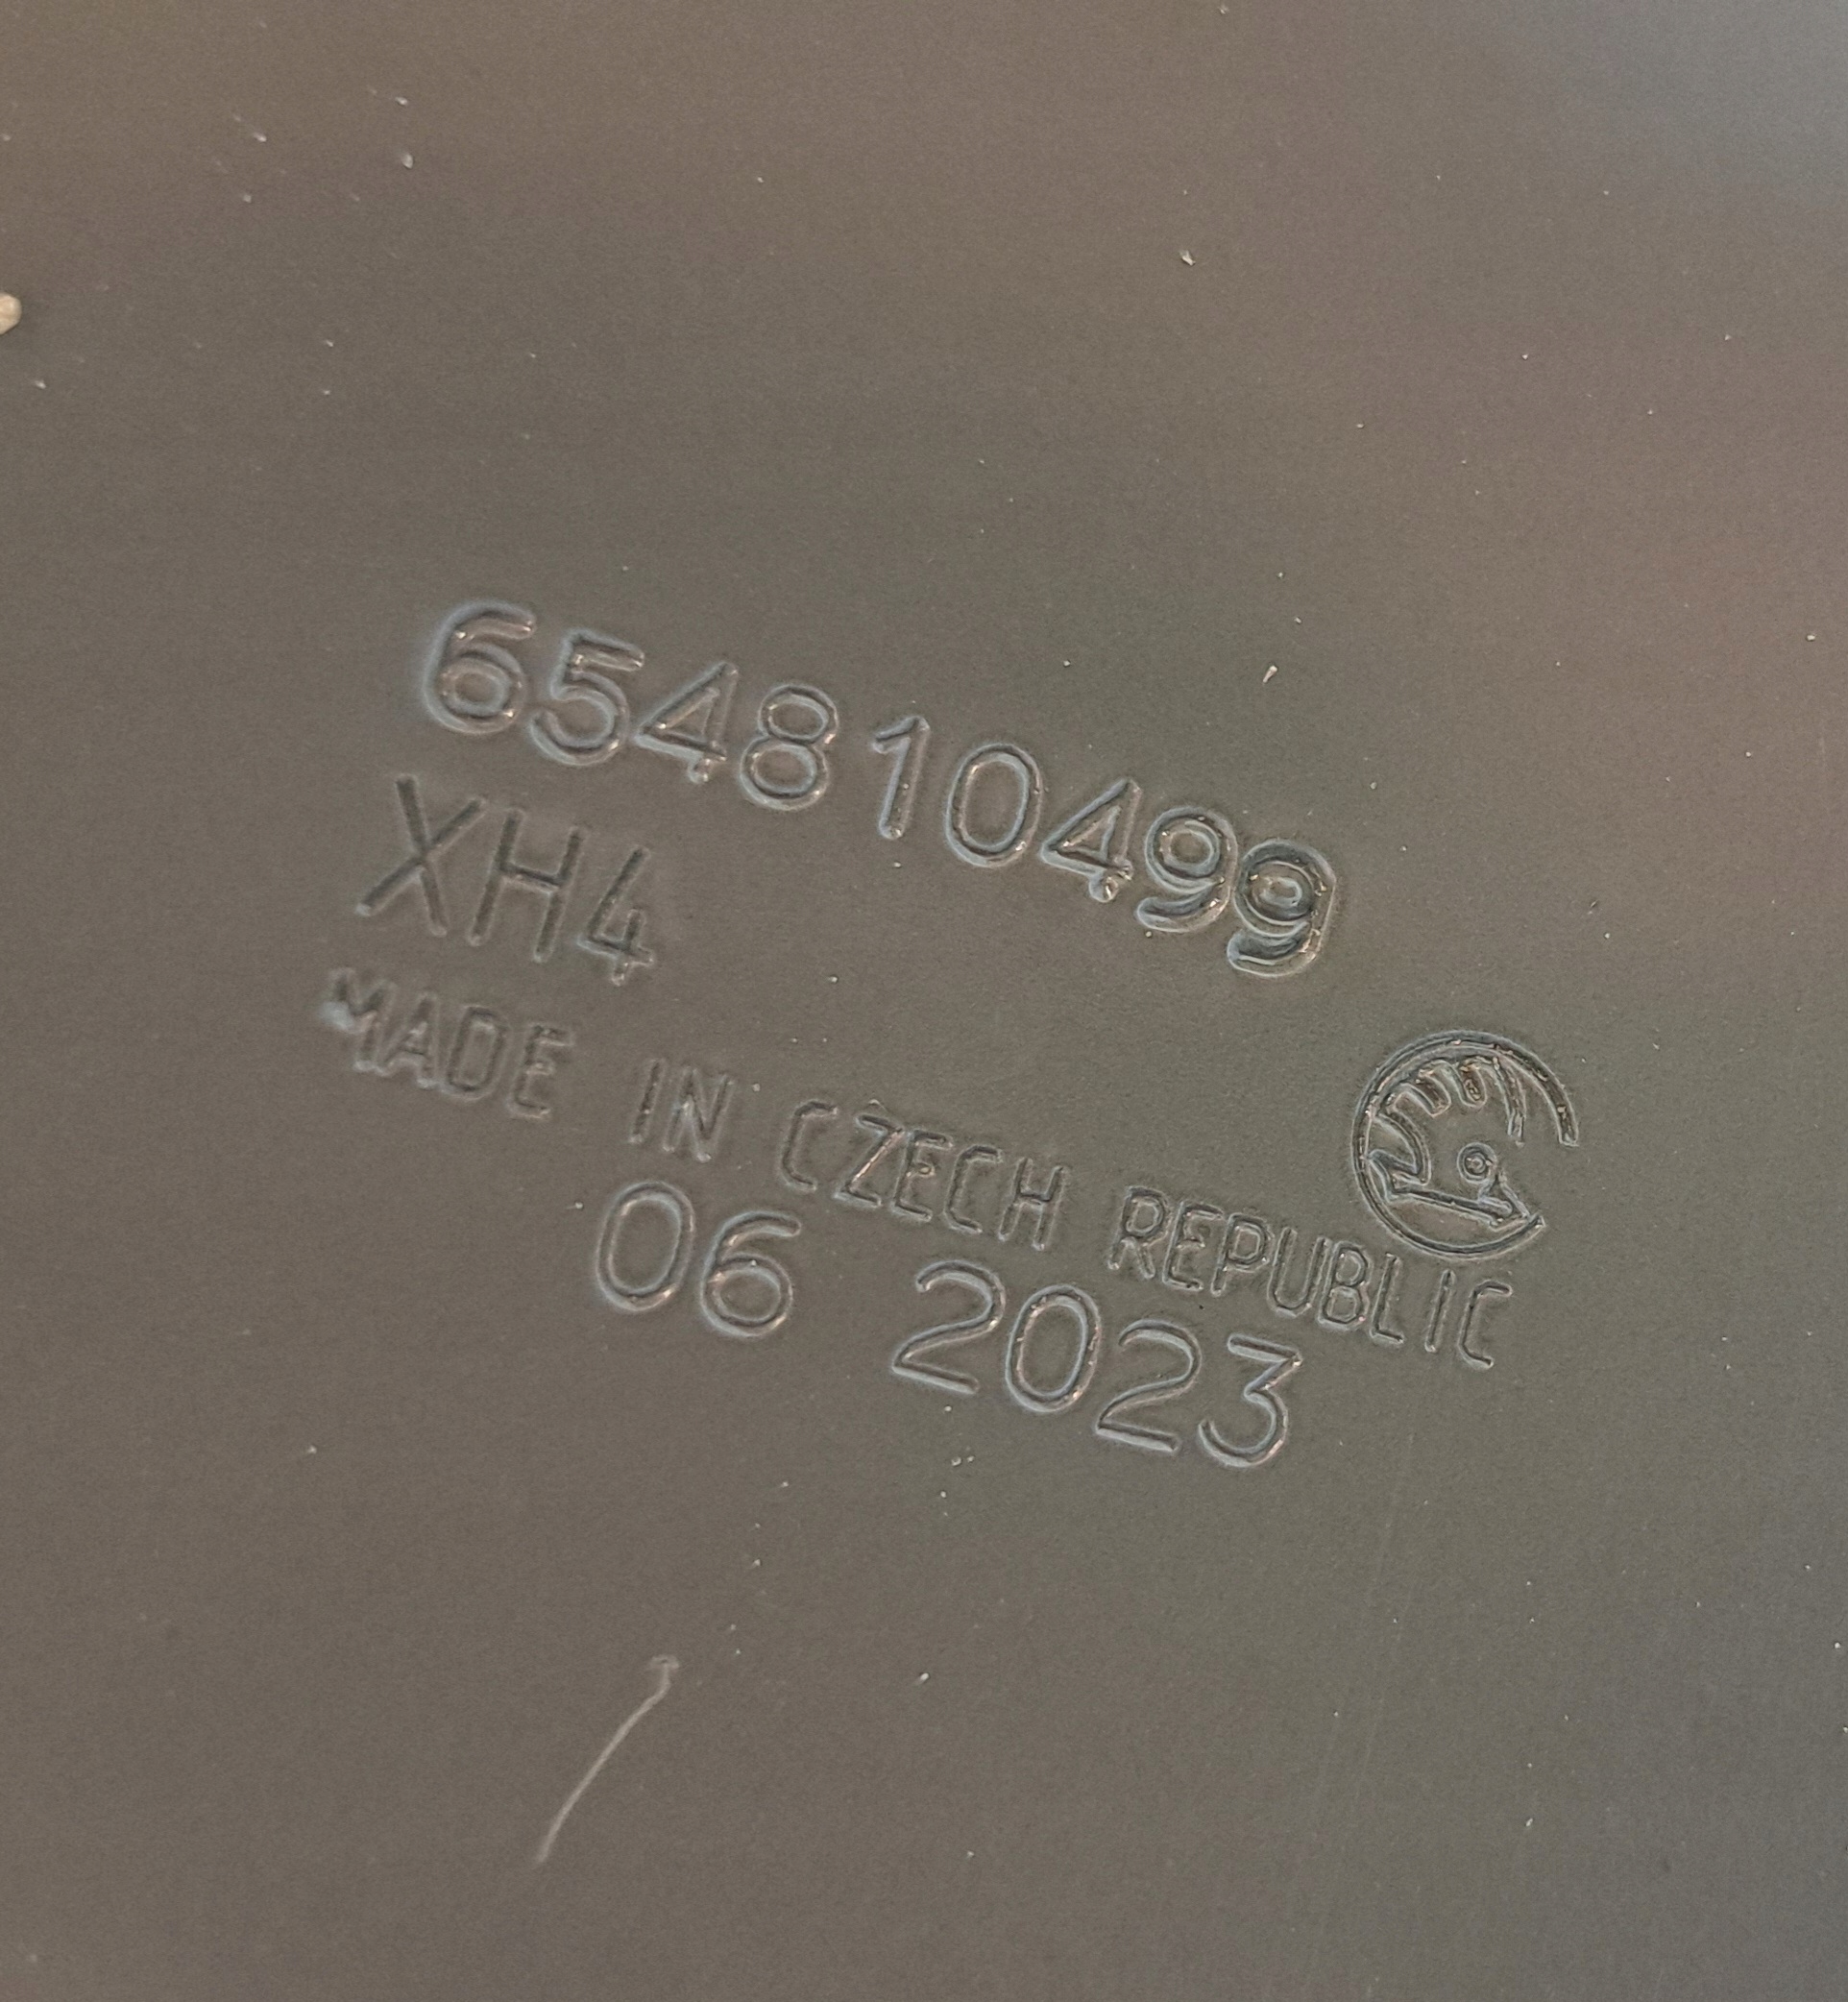 654810499
XH4
MADE IN CZECH REPUBLIC
06 2023